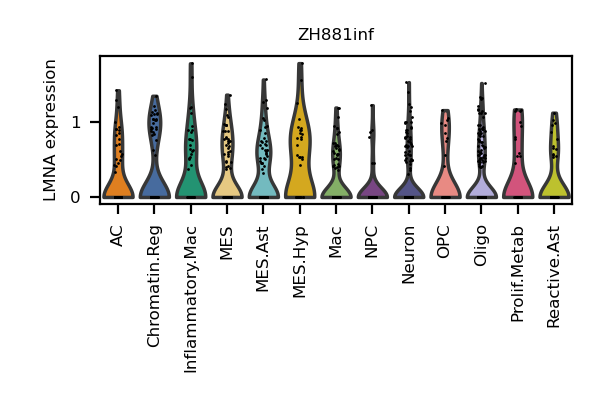 ZH881inf
LMNA expression
1
0
AC
Chromatin.Reg
Inflammatory.Mac
MES
MES.Ast
MES.Hyp
Mac
NPC
Neuron
OPC
Oligo
Prolif.Metab
Reactive.Ast